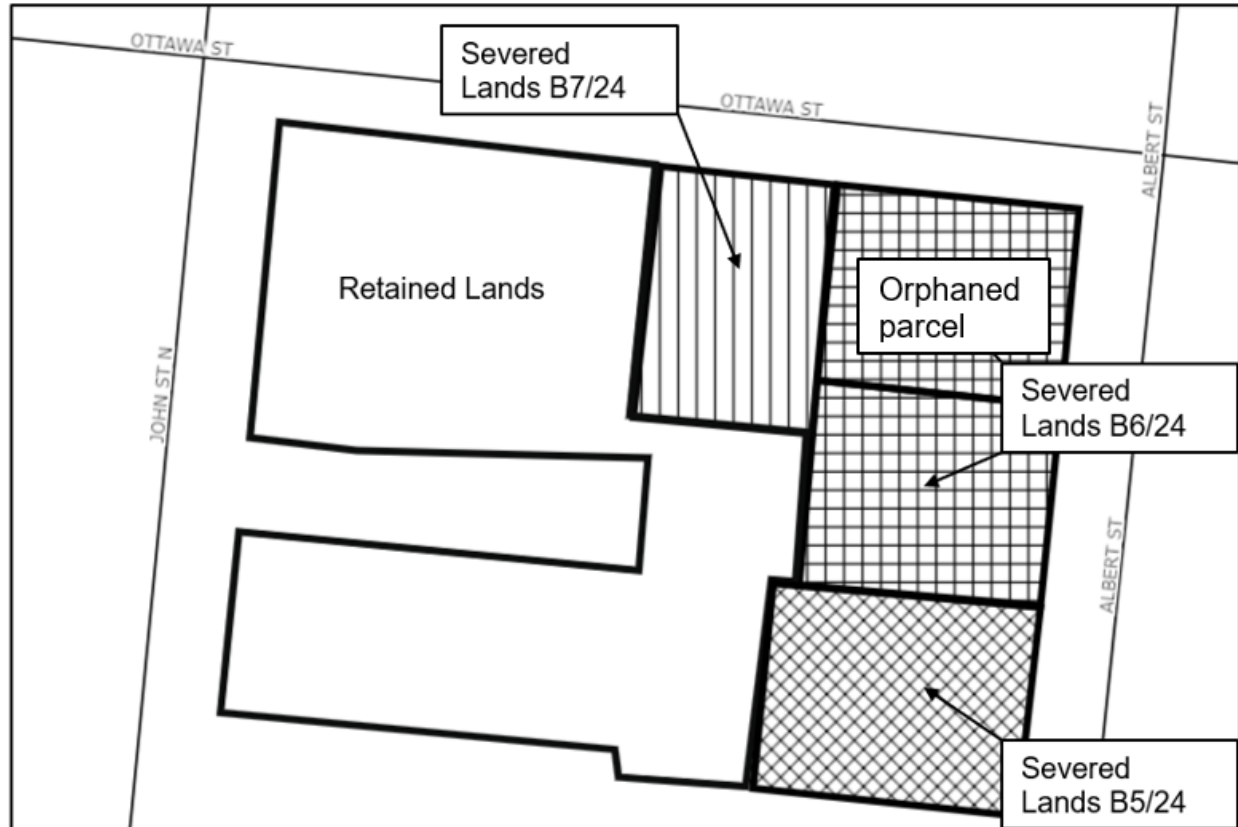 OTTAWA ST
Severed
Lands B7/24
OTTAWA ST
ALBERT ST
Retained Lands
Orphaned
parcel
JOHN ST N
Severed
Lands B6/24
ALBERT ST
Severed
Lands B5/24